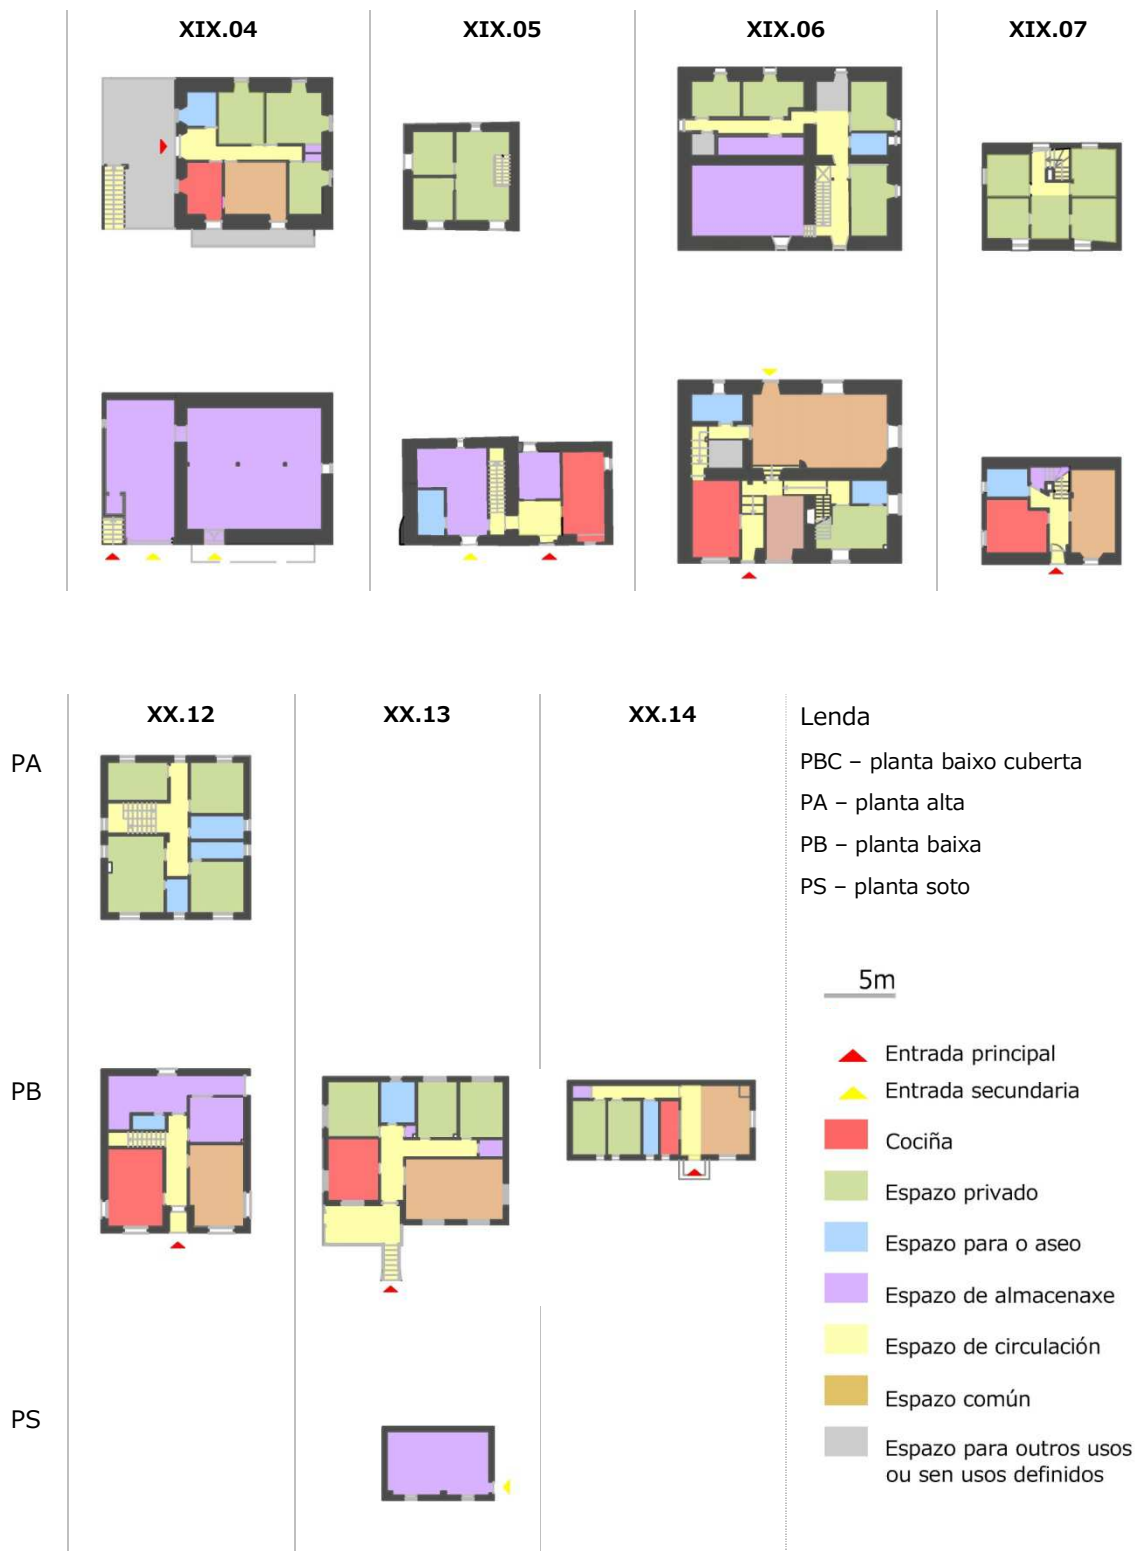 XIX.04 XIX.05 XIX.06 XIX.07
XX.12 XX.13 XX.14 Lenda
PA
PBC – planta baixo cuberta
PA – planta alta
PB – planta baixa
PS – planta soto
5m
Entrada principal
PB
Entrada secundaria
Cociña
Espazo privado
Espazo para o aseo
Espazo de almacenaxe
Espazo de circulación
Espazo común
PS
Espazo para outros usos
ou sen usos definidos